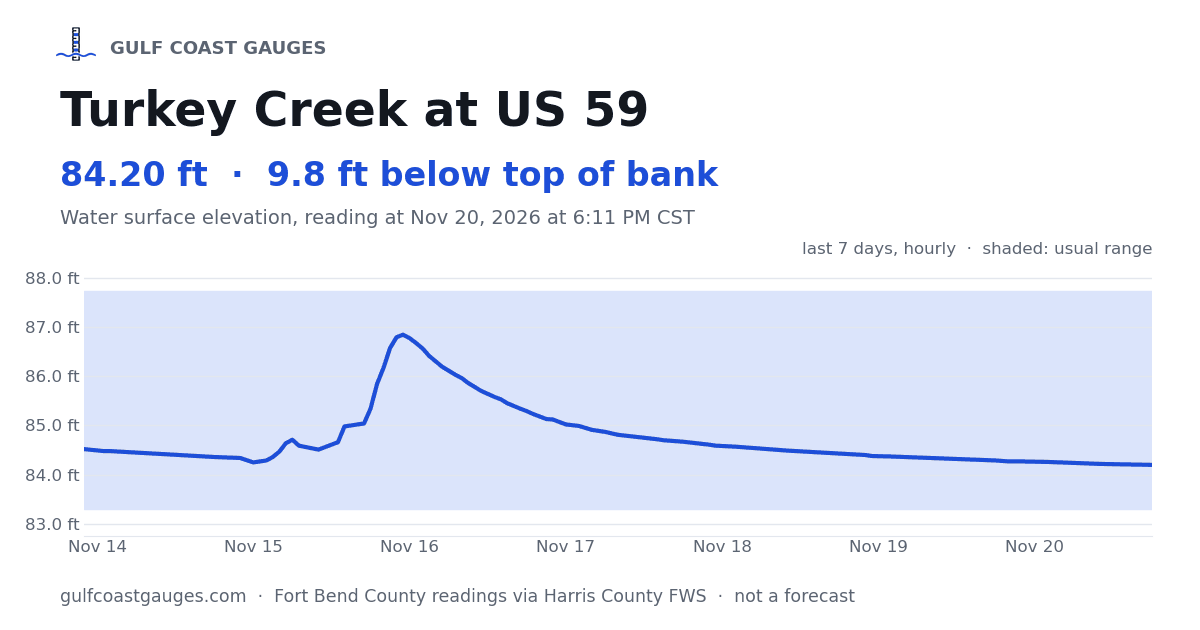 GULF COAST GAUGES
Turkey Creek at US 59
84.20 ft · 9.8 ft below top of bank
Water surface elevation, reading at Nov 20, 2026 at 6:11 PM CST
last 7 days, hourly · shaded: usual range
88.0 ft
87.0 ft
86.0 ft
85.0 ft
84.0 ft
83.0 ft
Nov 14 Nov 15 Nov 16 Nov 17 Nov 18 Nov 19 Nov 20
gulfcoastgauges.com · Fort Bend County readings via Harris County FWS · not a forecast